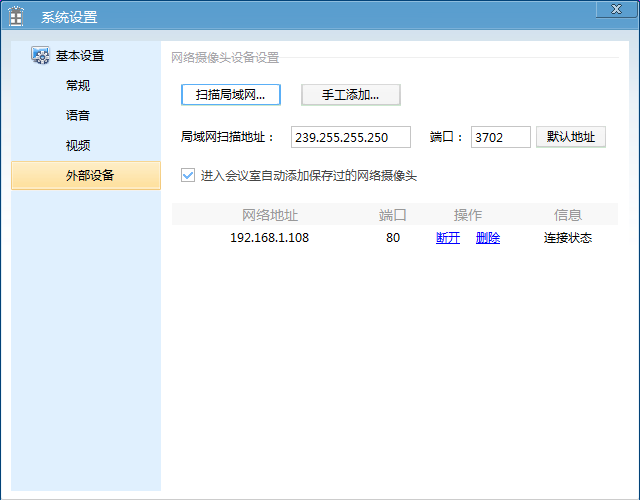 系统设置
基本设置
常规
语音
视频
外部设备
网络摄像头设备设置
扫描局域网... 手工添加...
局域网扫描地址： 239.255.255.250 端口： 3702 默认地址
进入会议室自动添加保存过的网络摄像头
网络地址 端口 操作 信息
192.168.1.108 80 断开 删除 连接状态